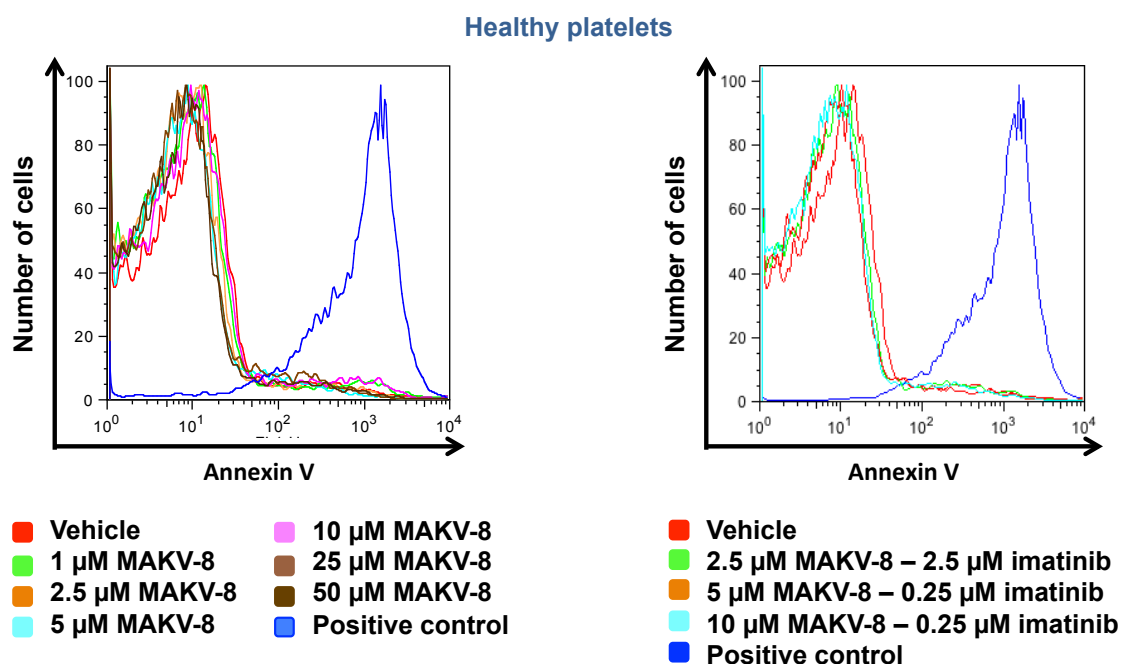 Healthy platelets
Number of cells
100
80
60
40
20
0
10^0 10^1 10^2 10^3 10^4
Annexin V
Vehicle
1 µM MAKV-8
2.5 µM MAKV-8
5 µM MAKV-8
10 µM MAKV-8
25 µM MAKV-8
50 µM MAKV-8
Positive control
Number of cells
100
80
60
40
20
0
10^0 10^1 10^2 10^3 10^4
Annexin V
Vehicle
2.5 µM MAKV-8 – 2.5 µM imatinib
5 µM MAKV-8 – 0.25 µM imatinib
10 µM MAKV-8 – 0.25 µM imatinib
Positive control